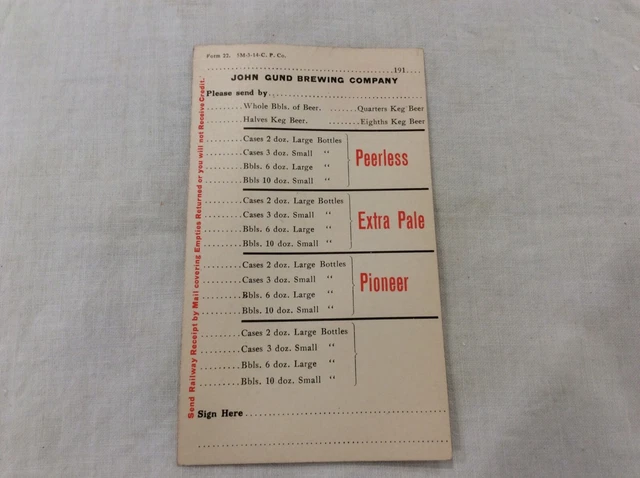 Form 22. 5M-5-14-C. P. Co.
191
JOHN GUND BREWING COMPANY
Please send by
Whole Bbls. of Beer. Quarters Keg Beer
Halves Keg Beer. Eighths Keg Beer
Cases 2 doz. Large Bottles
Cases 3 doz. Small "
Bbls. 6 doz. Large "
Bbls 10 doz. Small "
Peerless
Cases 2 doz. Large Bottles
Cases 3 doz. Small "
Bbls. 6 doz. Large "
Bbls. 10 doz. Small "
Extra Pale
Cases 2 doz. Large Bottles
Cases 3 doz. Small "
Bbls. 6 doz. Large "
Bbls. 10 doz. Small "
Pioneer
Cases 2 doz. Large Bottles
Cases 3 doz. Small "
Bbls. 6 doz. Large "
Bbls. 10 doz. Small "
Sign Here
Send Railway Receipt by Mail covering Empties Returned or you will not Receive Credit.